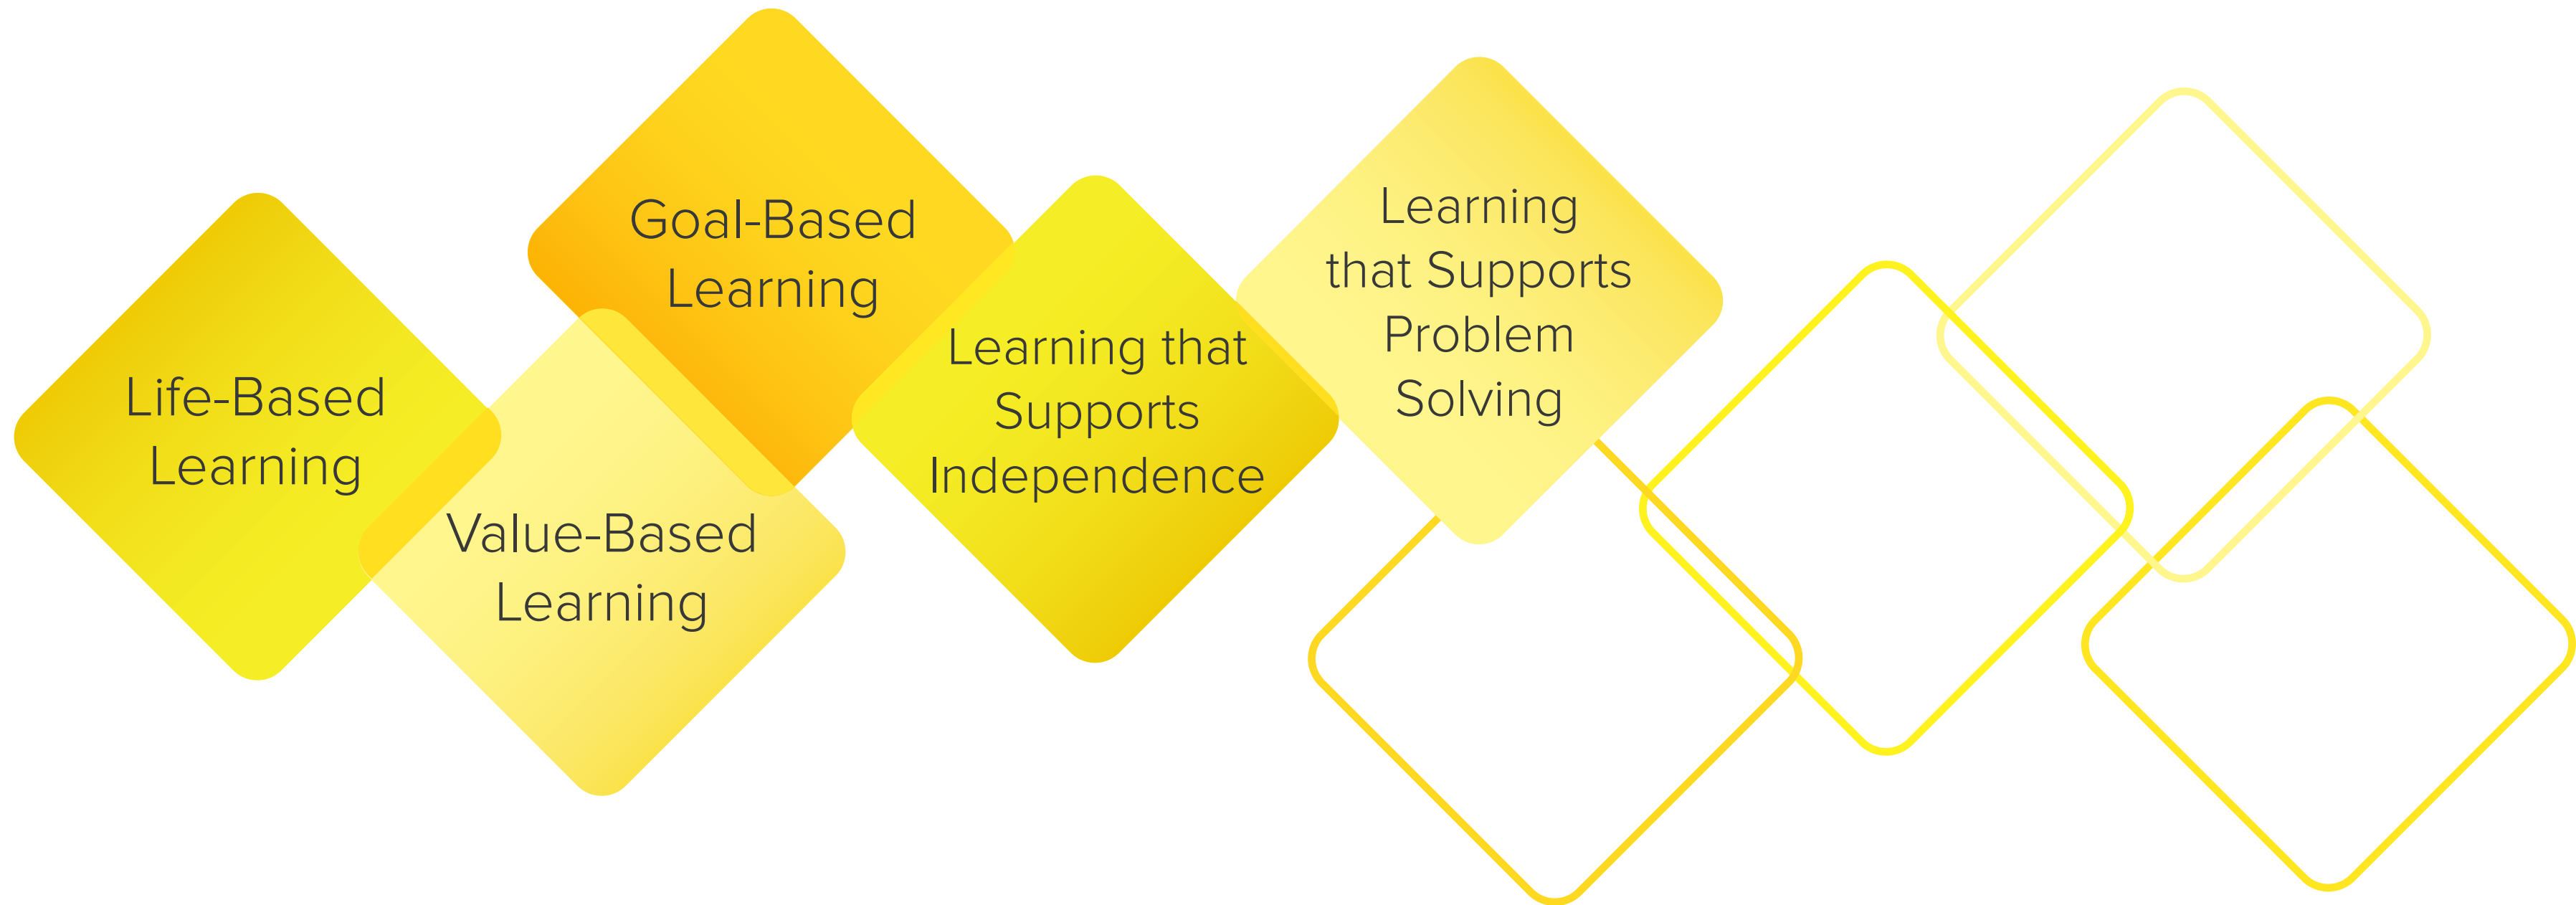 Life-Based
Learning
Value-Based
Learning
Goal-Based
Learning
Learning that
Supports
Independence
Learning
that Supports
Problem
Solving